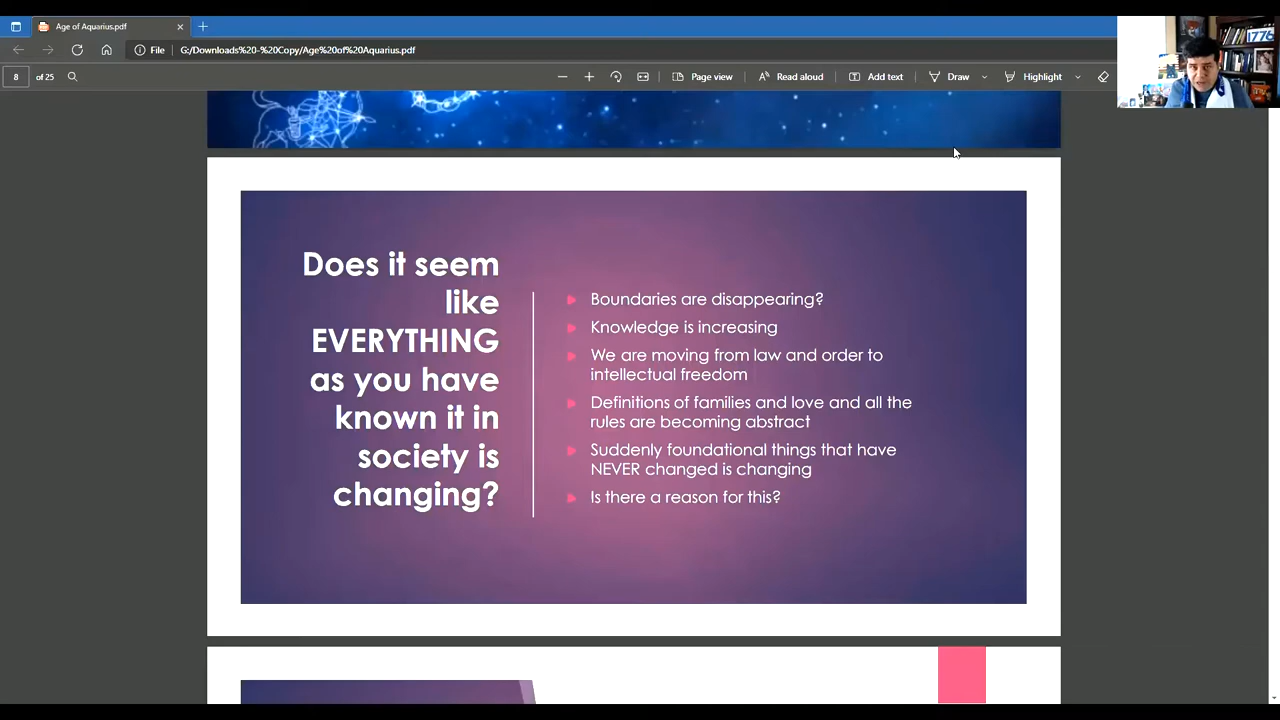 Age of Aquarius.pdf
File
G:/Downloads%20-%20Copy/Age%20of%20Aquarius.pdf
8
of 25
Page view
Read aloud
Add text
Draw
Highlight
1776
Does it seem
like
EVERYTHING
as you have
known it in
society is
changing?
Boundaries are disappearing?
Knowledge is increasing
We are moving from law and order to
intellectual freedom
Definitions of families and love and all the
rules are becoming abstract
Suddenly foundational things that have
NEVER changed is changing
Is there a reason for this?